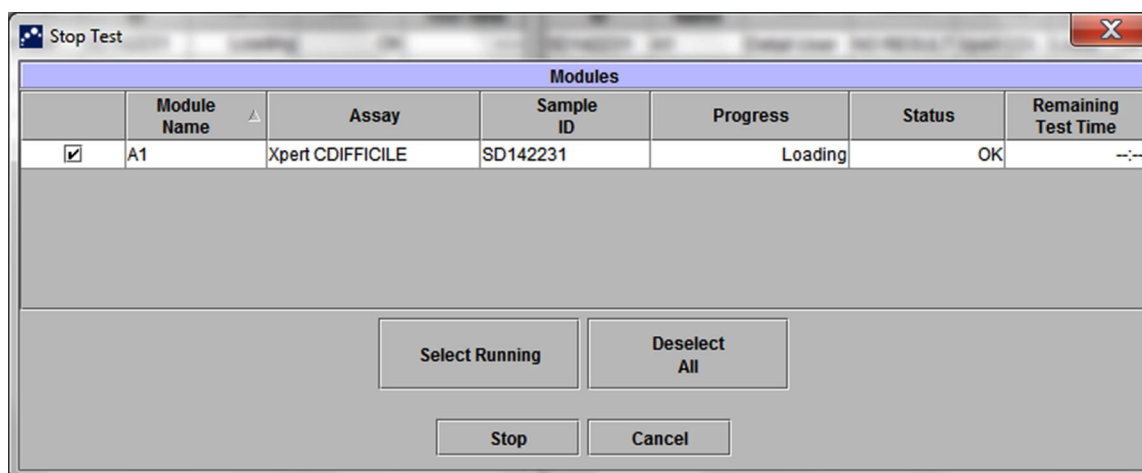 Stop Test
X
Modules
Module Name Assay Sample ID Progress Status Remaining Test Time
A1 Xpert CDIFFICILE SD142231 Loading OK --:--
Select Running
Deselect
All
Stop Cancel